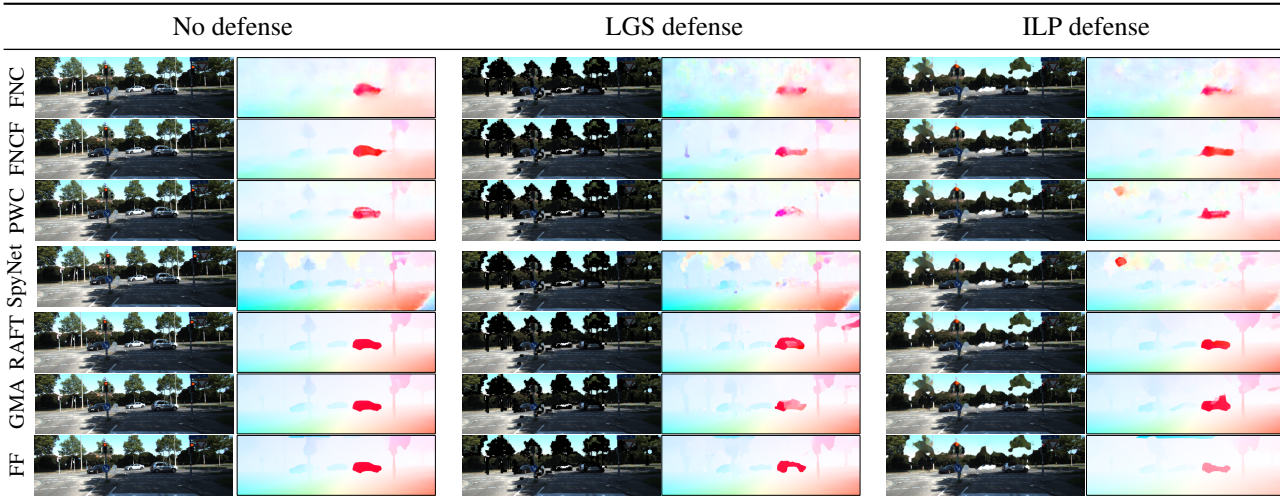 No defense LGS defense ILP defense
FNC
FNCF
PWC
SpyNet
RAFT
GMA
FF